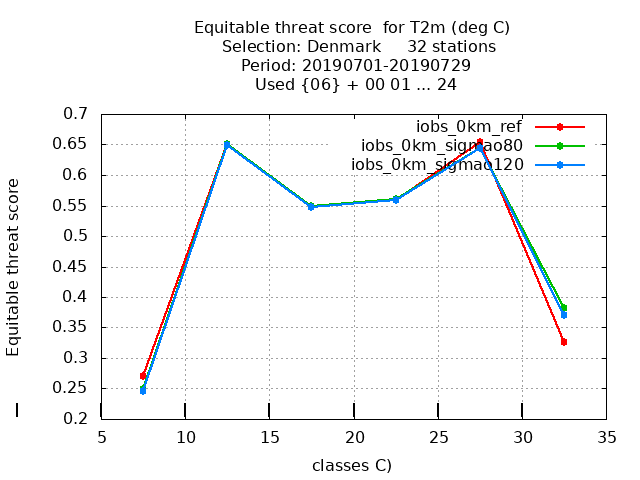 Equitable threat score  for T2m (deg C)
Selection: Denmark     32 stations
Period: 20190701-20190729
Used {06} + 00 01 ... 24
iobs_0km_ref
iobs_0km_sigmao80
iobs_0km_sigmao120
Equitable threat score
0.7
0.65
0.6
0.55
0.5
0.45
0.4
0.35
0.3
0.25
0.2
5 10 15 20 25 30 35
classes C)